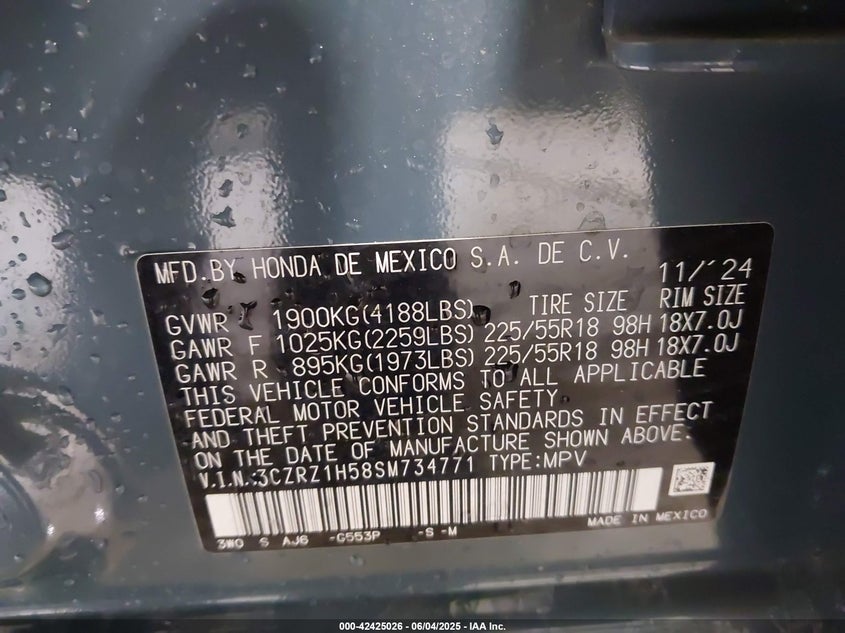 MFD.BY HONDA DE MEXICO S.A. DE C.V. 11/'24
TIRE SIZE RIM SIZE
GVWR 1900KG(4188LBS)
GAWR F 1025KG(2259LBS) 225/55R18 98H 18X7.0J
GAWR R 895KG(1973LBS) 225/55R18 98H 18X7.0J
THIS VEHICLE CONFORMS TO ALL APPLICABLE
FEDERAL MOTOR VEHICLE SAFETY
AND THEFT PREVENTION STANDARDS IN EFFECT
ON THE DATE OF MANUFACTURE SHOWN ABOVE.
V.I.N.:3CZRZ1H58SM734771 TYPE:MPV
3WO S AJ6 -G553P -S -M MADE IN MEXICO
000-42425026 - 06/04/2025 - IAA Inc.